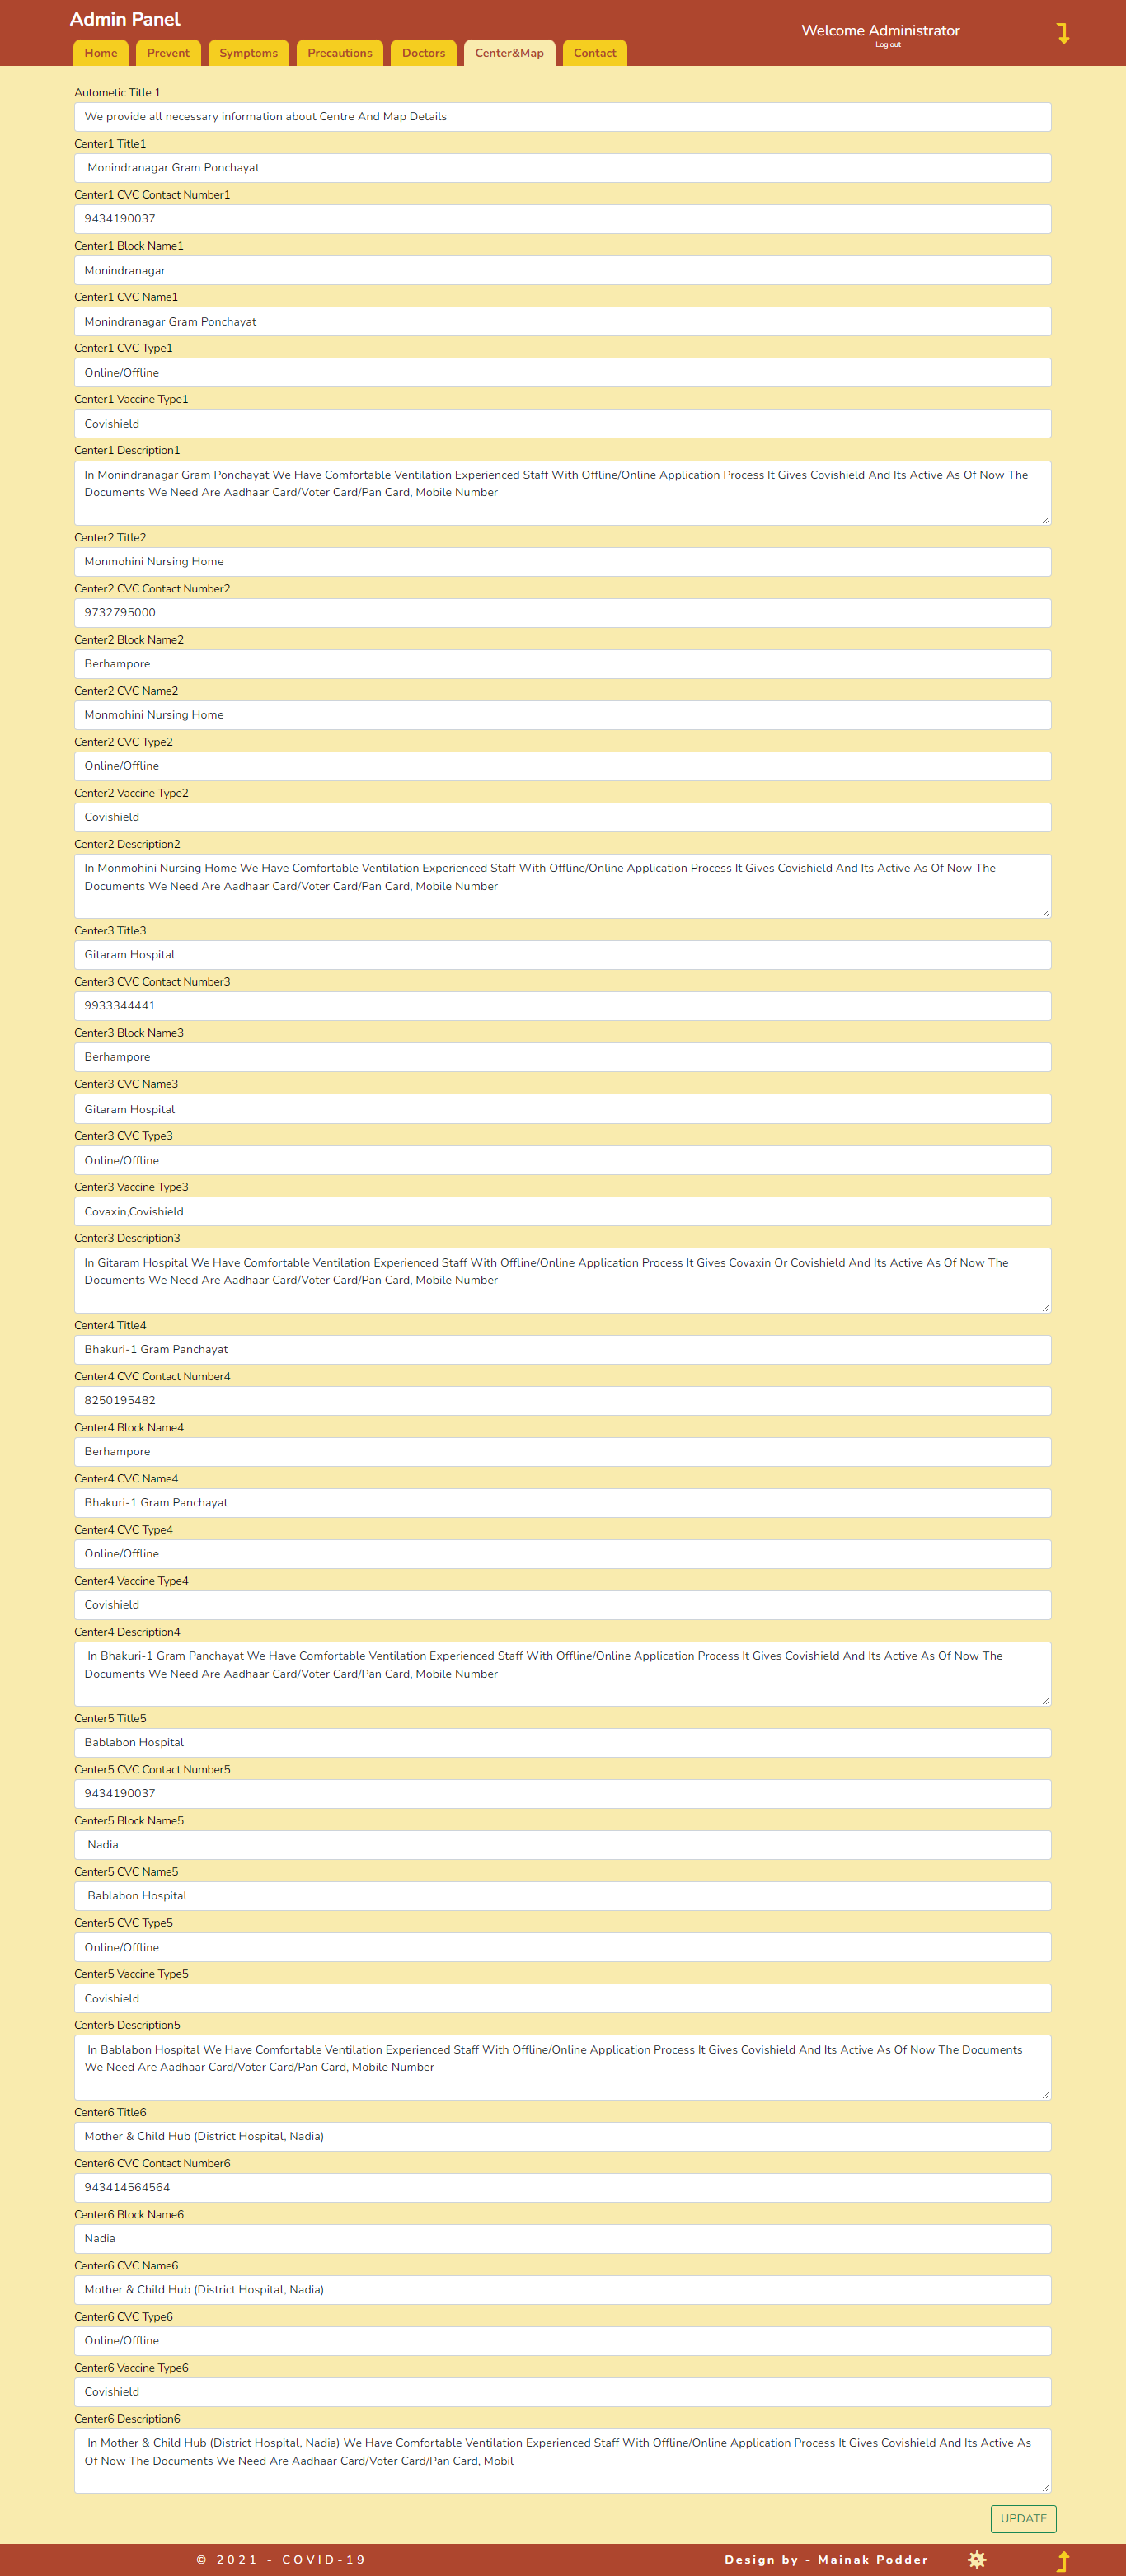 Admin Panel
Welcome Administrator
Log out
Home Prevent Symptoms Precautions Doctors Center&Map Contact
Autometic Title 1
We provide all necessary information about Centre And Map Details
Center1 Title1
Monindranagar Gram Ponchayat
Center1 CVC Contact Number1
9434190037
Center1 Block Name1
Monindranagar
Center1 CVC Name1
Monindranagar Gram Ponchayat
Center1 CVC Type1
Online/Offline
Center1 Vaccine Type1
Covishield
Center1 Description1
In Monindranagar Gram Ponchayat We Have Comfortable Ventilation Experienced Staff With Offline/Online Application Process It Gives Covishield And Its Active As Of Now The
Documents We Need Are Aadhaar Card/Voter Card/Pan Card, Mobile Number
Center2 Title2
Monmohini Nursing Home
Center2 CVC Contact Number2
9732795000
Center2 Block Name2
Berhampore
Center2 CVC Name2
Monmohini Nursing Home
Center2 CVC Type2
Online/Offline
Center2 Vaccine Type2
Covishield
Center2 Description2
In Monmohini Nursing Home We Have Comfortable Ventilation Experienced Staff With Offline/Online Application Process It Gives Covishield And Its Active As Of Now The
Documents We Need Are Aadhaar Card/Voter Card/Pan Card, Mobile Number
Center3 Title3
Gitaram Hospital
Center3 CVC Contact Number3
9933344441
Center3 Block Name3
Berhampore
Center3 CVC Name3
Gitaram Hospital
Center3 CVC Type3
Online/Offline
Center3 Vaccine Type3
Covaxin,Covishield
Center3 Description3
In Gitaram Hospital We Have Comfortable Ventilation Experienced Staff With Offline/Online Application Process It Gives Covaxin Or Covishield And Its Active As Of Now The
Documents We Need Are Aadhaar Card/Voter Card/Pan Card, Mobile Number
Center4 Title4
Bhakuri-1 Gram Panchayat
Center4 CVC Contact Number4
8250195482
Center4 Block Name4
Berhampore
Center4 CVC Name4
Bhakuri-1 Gram Panchayat
Center4 CVC Type4
Online/Offline
Center4 Vaccine Type4
Covishield
Center4 Description4
In Bhakuri-1 Gram Panchayat We Have Comfortable Ventilation Experienced Staff With Offline/Online Application Process It Gives Covishield And Its Active As Of Now The
Documents We Need Are Aadhaar Card/Voter Card/Pan Card, Mobile Number
Center5 Title5
Bablabon Hospital
Center5 CVC Contact Number5
9434190037
Center5 Block Name5
Nadia
Center5 CVC Name5
Bablabon Hospital
Center5 CVC Type5
Online/Offline
Center5 Vaccine Type5
Covishield
Center5 Description5
In Bablabon Hospital We Have Comfortable Ventilation Experienced Staff With Offline/Online Application Process It Gives Covishield And Its Active As Of Now The Documents
We Need Are Aadhaar Card/Voter Card/Pan Card, Mobile Number
Center6 Title6
Mother & Child Hub (District Hospital, Nadia)
Center6 CVC Contact Number6
943414564564
Center6 Block Name6
Nadia
Center6 CVC Name6
Mother & Child Hub (District Hospital, Nadia)
Center6 CVC Type6
Online/Offline
Center6 Vaccine Type6
Covishield
Center6 Description6
In Mother & Child Hub (District Hospital, Nadia) We Have Comfortable Ventilation Experienced Staff With Offline/Online Application Process It Gives Covishield And Its Active As
Of Now The Documents We Need Are Aadhaar Card/Voter Card/Pan Card, Mobil
UPDATE
© 2021 - COVID-19
Design by - Mainak Podder